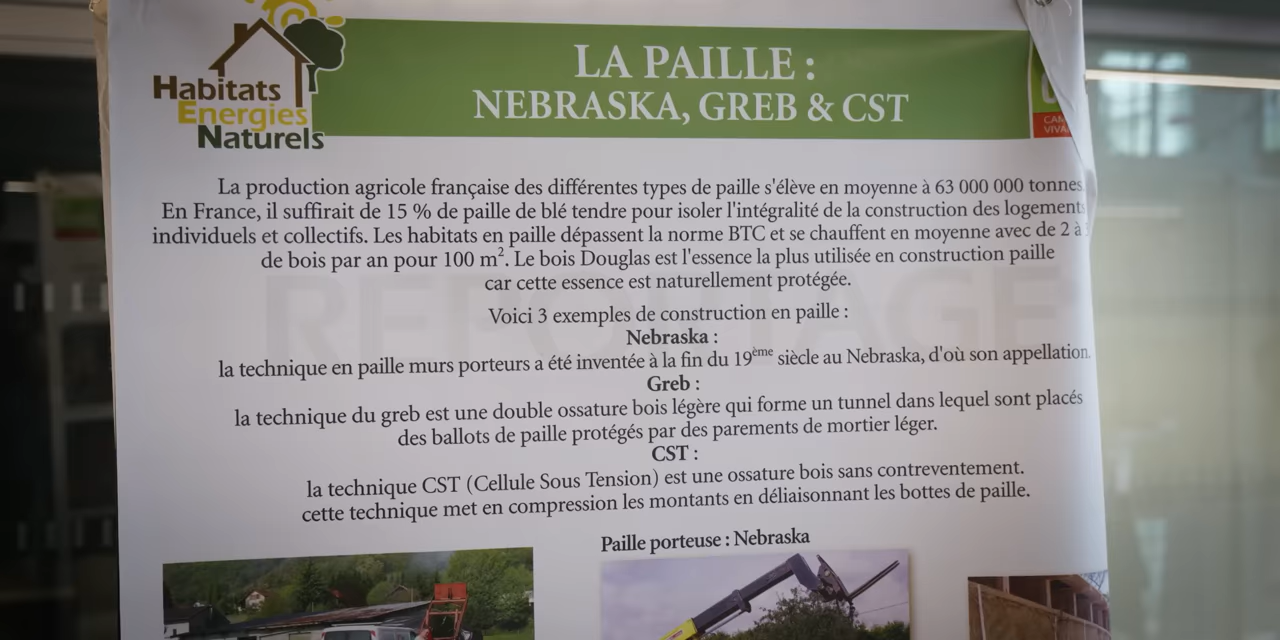 Habitats
Energies
Naturels
LA PAILLE :
NEBRASKA, GREB & CST
La production agricole française des différentes types de paille s'élève en moyenne à 63 000 000 tonnes
En France, il suffirait de 15 % de paille de blé tendre pour isoler l'intégralité de la construction des logements
individuels et collectifs. Les habitats en paille dépassent la norme BTC et se chauffent en moyenne avec de 2 à
de bois par an pour 100 m². Le bois Douglas est l'essence la plus utilisée en construction paille
car cette essence est naturellement protégée.
Voici 3 exemples de construction en paille :
Nebraska :
la technique en paille murs porteurs a été inventée à la fin du 19ème siècle au Nebraska, d'où son appellation.
Greb :
la technique du greb est une double ossature bois légère qui forme un tunnel dans lequel sont placés
des ballots de paille protégés par des parements de mortier léger.
CST :
la technique CST (Cellule Sous Tension) est une ossature bois sans contreventement.
cette technique met en compression les montants en déliaisonnant les bottes de paille.
Paille porteuse : Nebraska
REPORTAGE